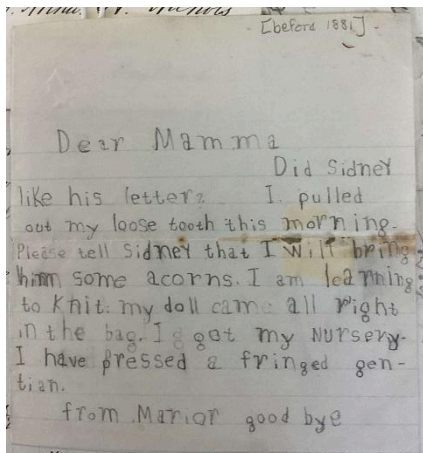 [before 1881]
Dear Mamma
Did Sidney
like his letter? I pulled
out my loose tooth this morning.
Please tell Sidney that I will bring
him some acorns. I am learning
to knit. my doll came all right
in the bag. I got my Nursery.
I have pressed a fringed gen-
tian.
from Marior good bye